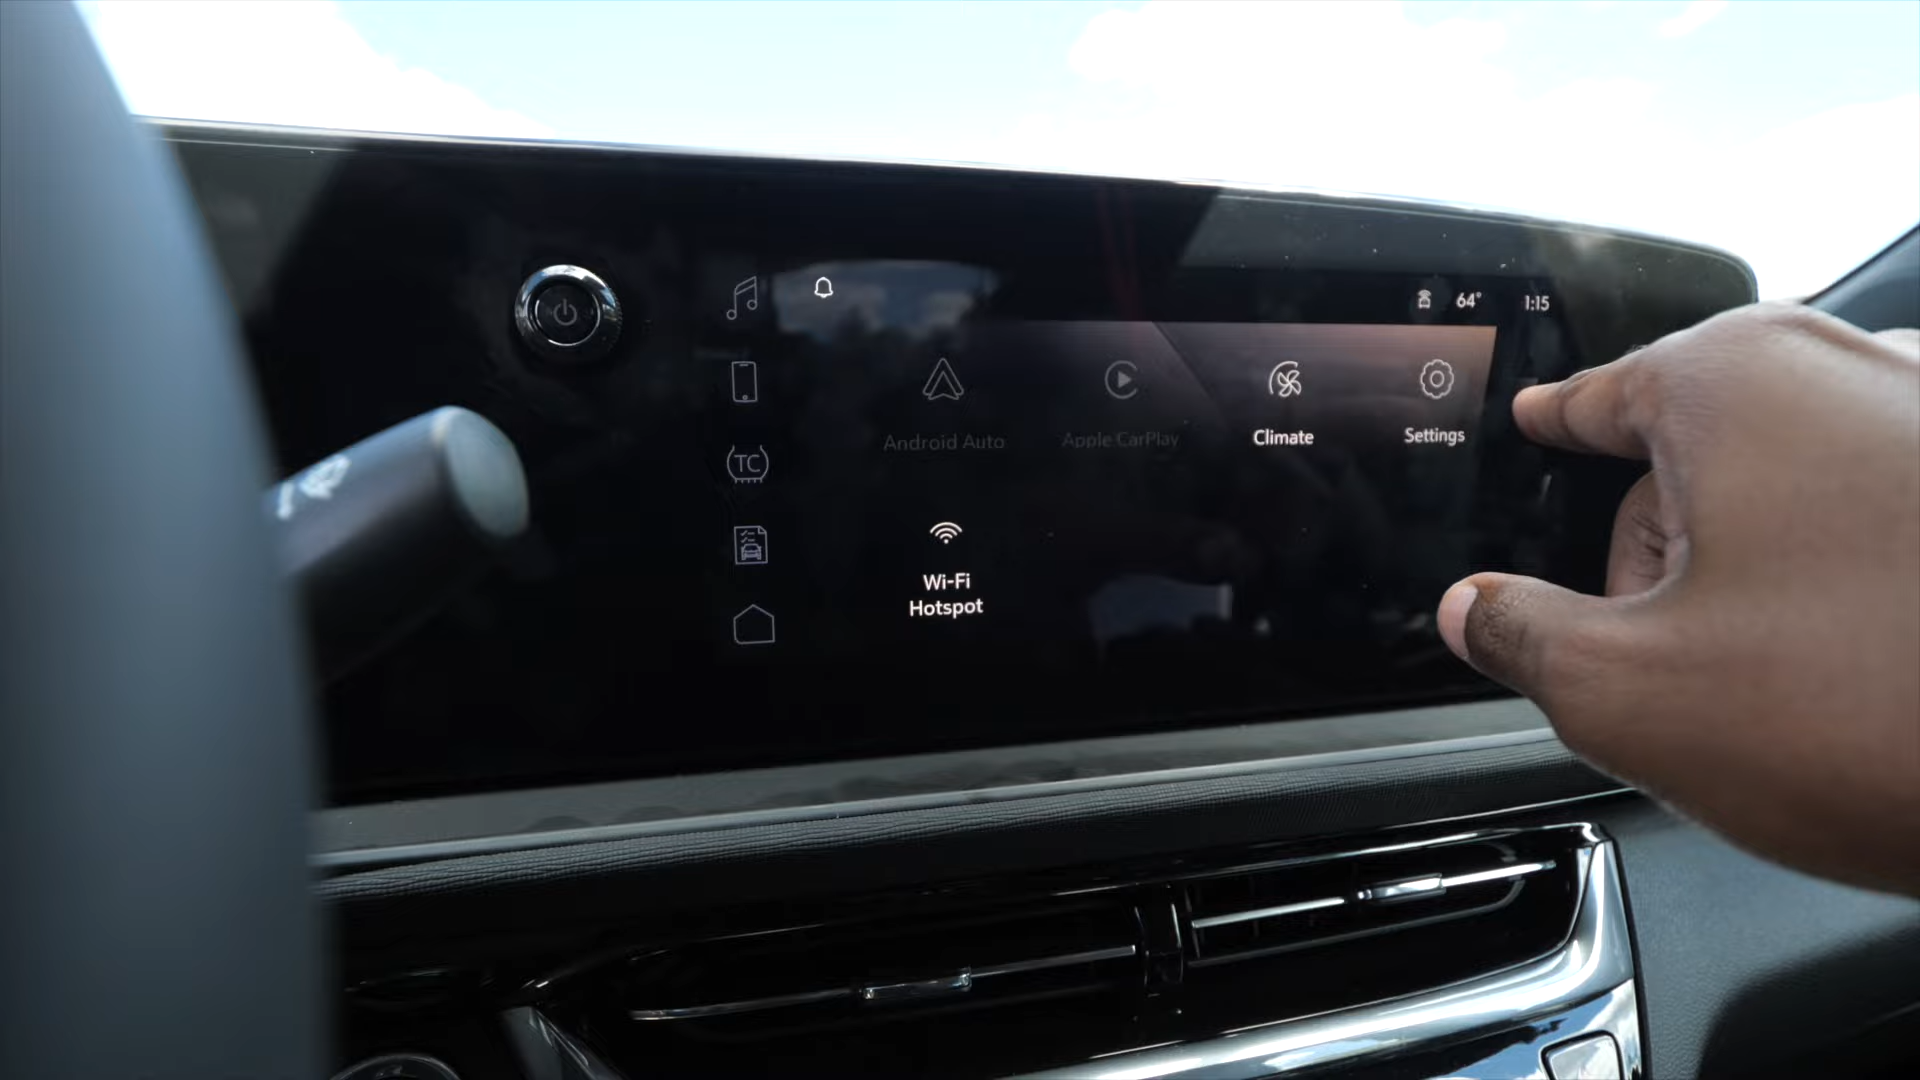 64°
1:15
Android Auto
Apple CarPlay
Climate
Settings
TC
Wi-Fi
Hotspot